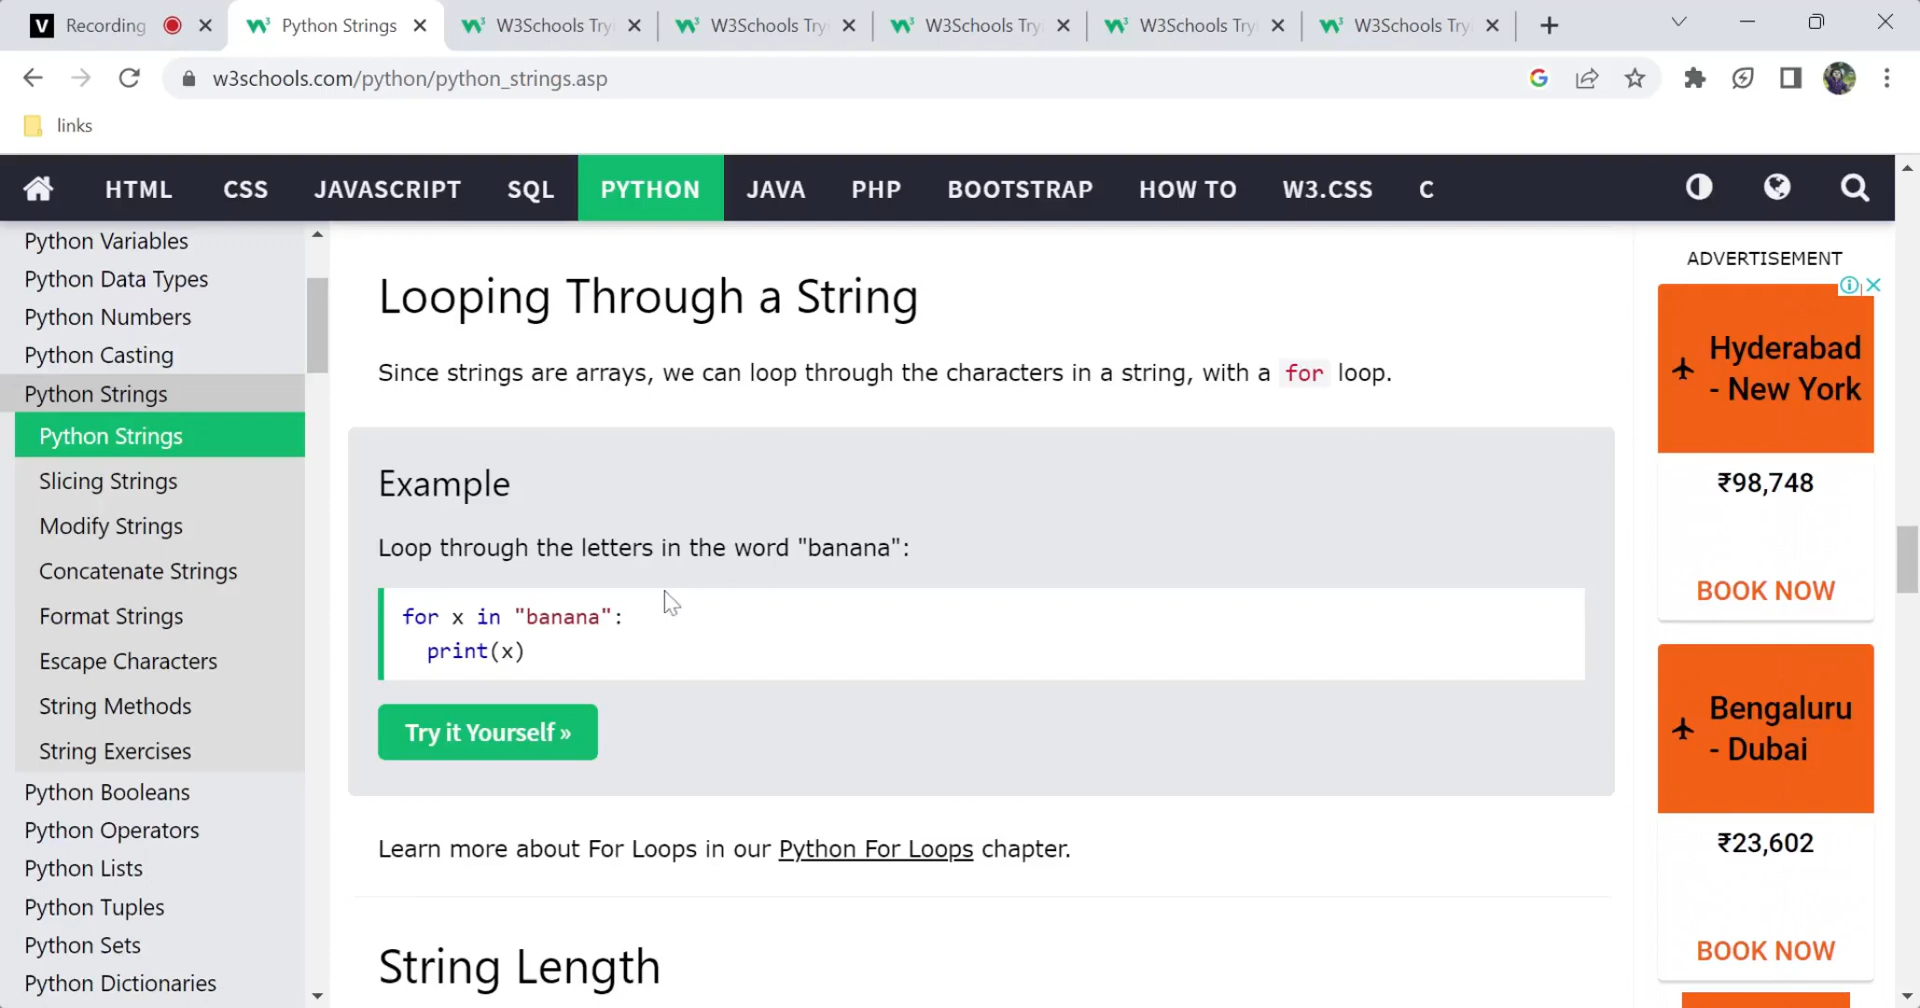 Recording
Python Strings
W3Schools Try
W3Schools Try
W3Schools Try
W3Schools Try
W3Schools Try
w3schools.com/python/python_strings.asp
links
HTML CSS JAVASCRIPT SQL PYTHON JAVA PHP BOOTSTRAP HOW TO W3.CSS C
Python Variables
Python Data Types
Python Numbers
Python Casting
Python Strings
Python Strings
Slicing Strings
Modify Strings
Concatenate Strings
Format Strings
Escape Characters
String Methods
String Exercises
Python Booleans
Python Operators
Python Lists
Python Tuples
Python Sets
Python Dictionaries
Looping Through a String
Since strings are arrays, we can loop through the characters in a string, with a for loop.
Example
Loop through the letters in the word "banana":
for x in "banana":
  print(x)
Try it Yourself »
Learn more about For Loops in our Python For Loops chapter.
String Length
ADVERTISEMENT
Hyderabad
- New York
₹98,748
BOOK NOW
Bengaluru
- Dubai
₹23,602
BOOK NOW